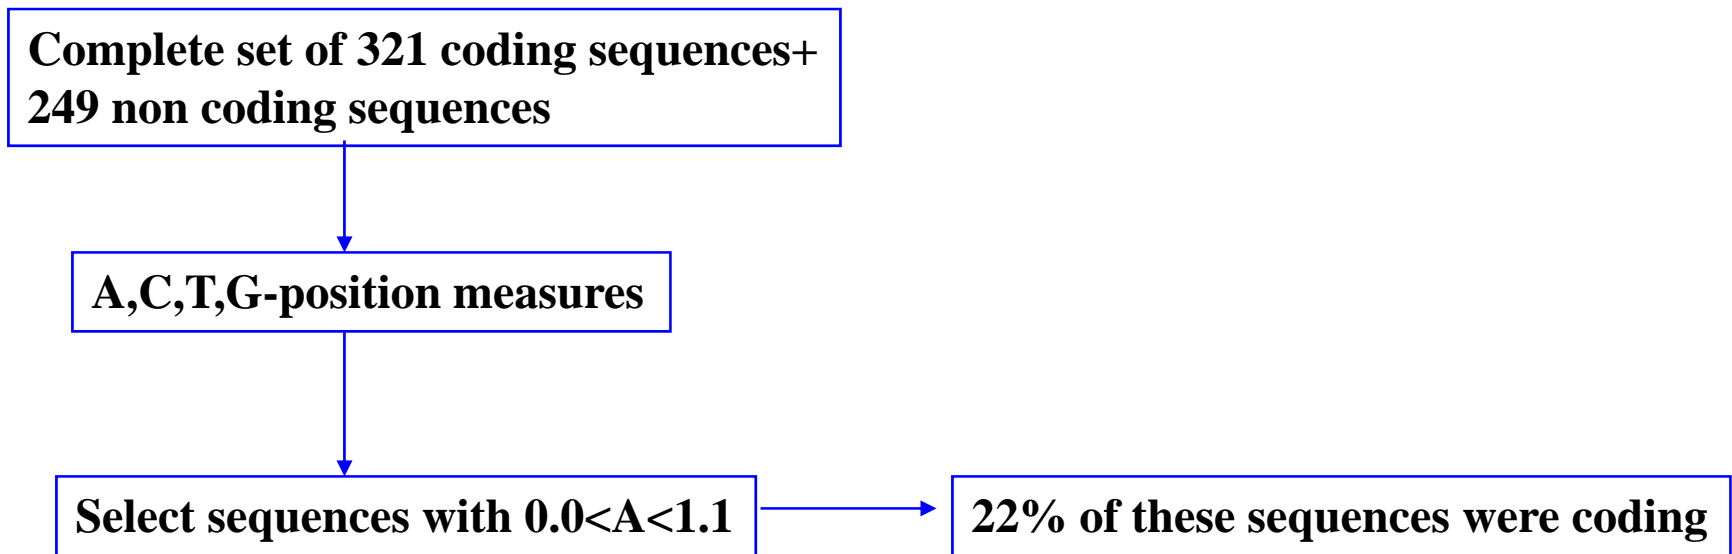 Complete set of 321 coding sequences+
249 non coding sequences
A,C,T,G-position measures
Select sequences with 0.0<A<1.1
22% of these sequences were coding